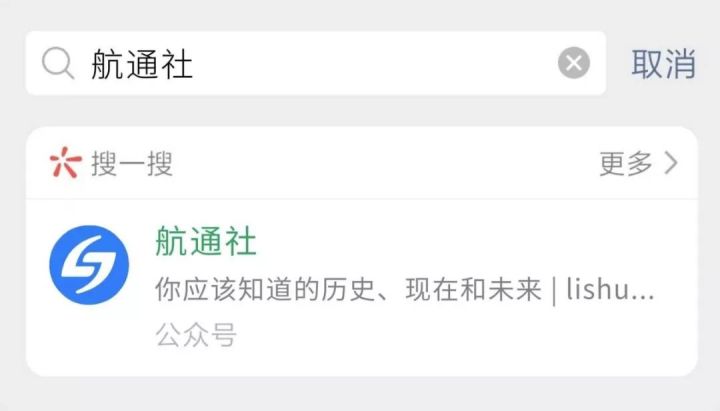 航通社 取消
搜一搜 更多
航通社
你应该知道的历史、现在和未来 | lishu...
公众号